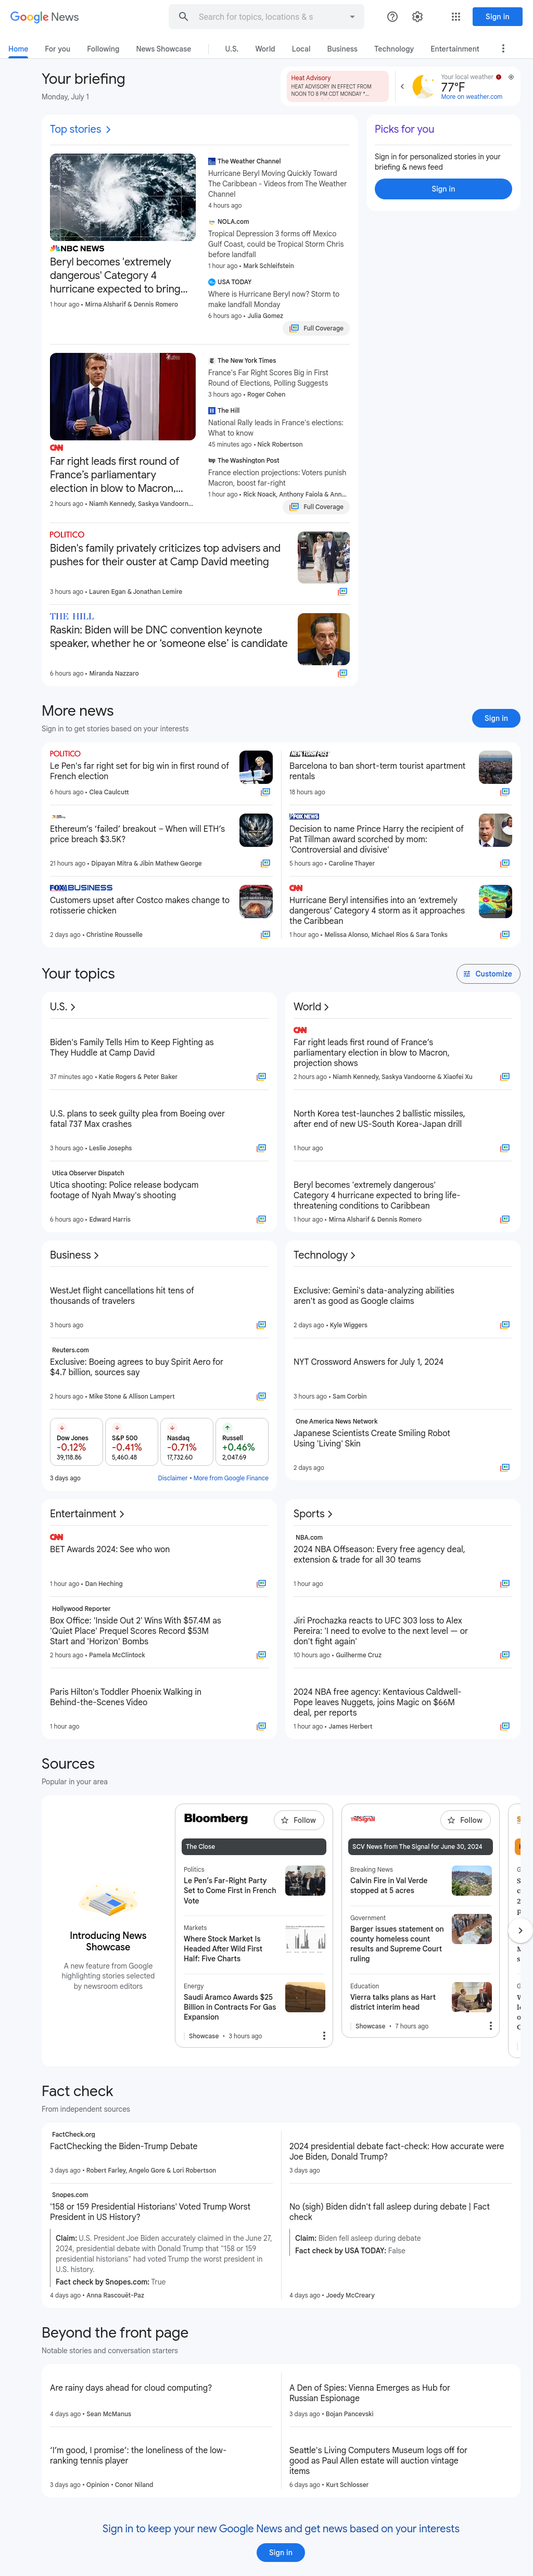 Google News
Search for topics, locations & s
Sign in
Home
For you
Following
News Showcase
U.S.
World
Local
Business
Technology
Entertainment
Your briefing
Monday, July 1
Heat Advisory
HEAT ADVISORY IN EFFECT FROM
NOON TO 8 PM CDT MONDAY *...
Your local weather
77°F
More on weather.com
Top stories
NBC NEWS
Beryl becomes 'extremely
dangerous' Category 4
hurricane expected to bring...
1 hour ago • Mirna Alsharif & Dennis Romero
The Weather Channel
Hurricane Beryl Moving Quickly Toward
The Caribbean - Videos from The Weather
Channel
4 hours ago
NOLA.com
Tropical Depression 3 forms off Mexico
Gulf Coast, could be Tropical Storm Chris
before landfall
1 hour ago • Mark Schleifstein
USA TODAY
Where is Hurricane Beryl now? Storm to
make landfall Monday
6 hours ago • Julia Gomez
Full Coverage
Picks for you
Sign in for personalized stories in your
briefing & news feed
Sign in
CNN
Far right leads first round of
France's parliamentary
election in blow to Macron,...
2 hours ago • Niamh Kennedy, Saskya Vandoorn...
The New York Times
France's Far Right Scores Big in First
Round of Elections, Polling Suggests
3 hours ago • Roger Cohen
The Hill
National Rally leads in France's elections:
What to know
45 minutes ago • Nick Robertson
The Washington Post
France election projections: Voters punish
Macron, boost far-right
1 hour ago • Rick Noack, Anthony Faiola & Ann...
Full Coverage
POLITICO
Biden's family privately criticizes top advisers and
pushes for their ouster at Camp David meeting
3 hours ago • Lauren Egan & Jonathan Lemire
THE HILL
Raskin: Biden will be DNC convention keynote
speaker, whether he or 'someone else' is candidate
6 hours ago • Miranda Nazzaro
More news
Sign in to get stories based on your interests
Sign in
POLITICO
Le Pen's far right set for big win in first round of
French election
6 hours ago • Clea Caulcutt
NEW YORK POST
Barcelona to ban short-term tourist apartment
rentals
18 hours ago
Ethereum's 'failed' breakout – When will ETH's
price breach $3.5K?
21 hours ago • Dipayan Mitra & Jibin Mathew George
FOX NEWS
Decision to name Prince Harry the recipient of
Pat Tillman award scorched by mom:
'Controversial and divisive'
5 hours ago • Caroline Thayer
FOX BUSINESS
Customers upset after Costco makes change to
rotisserie chicken
2 days ago • Christine Rousselle
CNN
Hurricane Beryl intensifies into an 'extremely
dangerous' Category 4 storm as it approaches
the Caribbean
1 hour ago • Melissa Alonso, Michael Rios & Sara Tonks
Your topics
Customize
U.S.
Biden's Family Tells Him to Keep Fighting as
They Huddle at Camp David
37 minutes ago • Katie Rogers & Peter Baker
U.S. plans to seek guilty plea from Boeing over
fatal 737 Max crashes
3 hours ago • Leslie Josephs
Utica Observer Dispatch
Utica shooting: Police release bodycam
footage of Nyah Mway's shooting
6 hours ago • Edward Harris
World
CNN
Far right leads first round of France's
parliamentary election in blow to Macron,
projection shows
2 hours ago • Niamh Kennedy, Saskya Vandoorne & Xiaofei Xu
North Korea test-launches 2 ballistic missiles,
after end of new US-South Korea-Japan drill
1 hour ago
Beryl becomes 'extremely dangerous'
Category 4 hurricane expected to bring life-
threatening conditions to Caribbean
1 hour ago • Mirna Alsharif & Dennis Romero
Business
WestJet flight cancellations hit tens of
thousands of travelers
3 hours ago
Reuters.com
Exclusive: Boeing agrees to buy Spirit Aero for
$4.7 billion, sources say
2 hours ago • Mike Stone & Allison Lampert
Dow Jones
-0.12%
39,118.86
S&P 500
-0.41%
5,460.48
Nasdaq
-0.71%
17,732.60
Russell
+0.46%
2,047.69
3 days ago
Disclaimer • More from Google Finance
Technology
Exclusive: Gemini's data-analyzing abilities
aren't as good as Google claims
2 days ago • Kyle Wiggers
NYT Crossword Answers for July 1, 2024
3 hours ago • Sam Corbin
One America News Network
Japanese Scientists Create Smiling Robot
Using 'Living' Skin
2 days ago
Entertainment
CNN
BET Awards 2024: See who won
1 hour ago • Dan Heching
Hollywood Reporter
Box Office: 'Inside Out 2' Wins With $57.4M as
'Quiet Place' Prequel Scores Record $53M
Start and 'Horizon' Bombs
2 hours ago • Pamela McClintock
Paris Hilton's Toddler Phoenix Walking in
Behind-the-Scenes Video
1 hour ago
Sports
NBA.com
2024 NBA Offseason: Every free agency deal,
extension & trade for all 30 teams
1 hour ago
Jiri Prochazka reacts to UFC 303 loss to Alex
Pereira: 'I need to evolve to the next level — or
don't fight again'
10 hours ago • Guilherme Cruz
2024 NBA free agency: Kentavious Caldwell-
Pope leaves Nuggets, joins Magic on $66M
deal, per reports
1 hour ago • James Herbert
Sources
Popular in your area
Introducing News
Showcase
A new feature from Google
highlighting stories selected
by newsroom editors
Bloomberg
Follow
The Close
Politics
Le Pen's Far-Right Party
Set to Come First in French
Vote
Markets
Where Stock Market Is
Headed After Wild First
Half: Five Charts
Energy
Saudi Aramco Awards $25
Billion in Contracts For Gas
Expansion
Showcase • 3 hours ago
The Signal
Follow
SCV News from The Signal for June 30, 2024
Breaking News
Calvin Fire in Val Verde
stopped at 5 acres
Government
Barger issues statement on
county homeless count
results and Supreme Court
ruling
Education
Vierra talks plans as Hart
district interim head
Showcase • 7 hours ago
Fact check
From independent sources
FactCheck.org
FactChecking the Biden-Trump Debate
3 days ago • Robert Farley, Angelo Gore & Lori Robertson
2024 presidential debate fact-check: How accurate were
Joe Biden, Donald Trump?
3 days ago
Snopes.com
'158 or 159 Presidential Historians' Voted Trump Worst
President in US History?
Claim: U.S. President Joe Biden accurately claimed in the June 27,
2024, presidential debate with Donald Trump that "158 or 159
presidential historians" had voted Trump the worst president in
U.S. history.
Fact check by Snopes.com: True
4 days ago • Anna Rascouët-Paz
No (sigh) Biden didn't fall asleep during debate | Fact
check
Claim: Biden fell asleep during debate
Fact check by USA TODAY: False
4 days ago • Joedy McCreary
Beyond the front page
Notable stories and conversation starters
Are rainy days ahead for cloud computing?
4 days ago • Sean McManus
A Den of Spies: Vienna Emerges as Hub for
Russian Espionage
3 days ago • Bojan Pancevski
'I'm good, I promise': the loneliness of the low-
ranking tennis player
3 days ago • Opinion • Conor Niland
Seattle's Living Computers Museum logs off for
good as Paul Allen estate will auction vintage
items
6 days ago • Kurt Schlosser
Sign in to keep your new Google News and get news based on your interests
Sign in